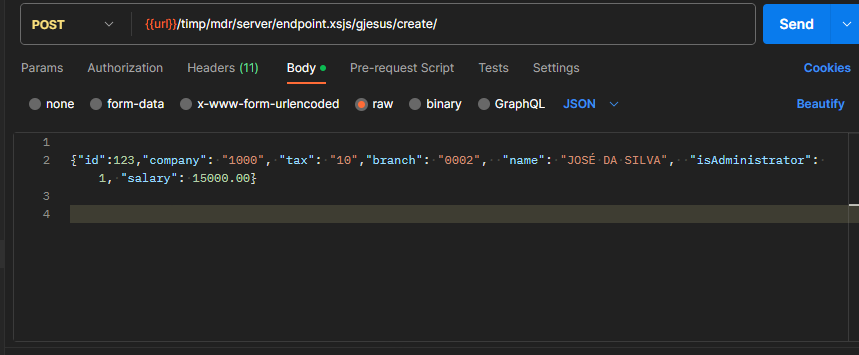 POST {{url}}/timp/mdr/server/endpoint.xsjs/gjesus/create/ Send
Params Authorization Headers (11) Body Pre-request Script Tests Settings Cookies
none form-data x-www-form-urlencoded raw binary GraphQL JSON Beautify
1
2 {"id":123,"company": "1000", "tax": "10","branch": "0002",  "name": "JOSÉ DA SILVA",  "isAdministrator":
1, "salary": 15000.00}
3
4